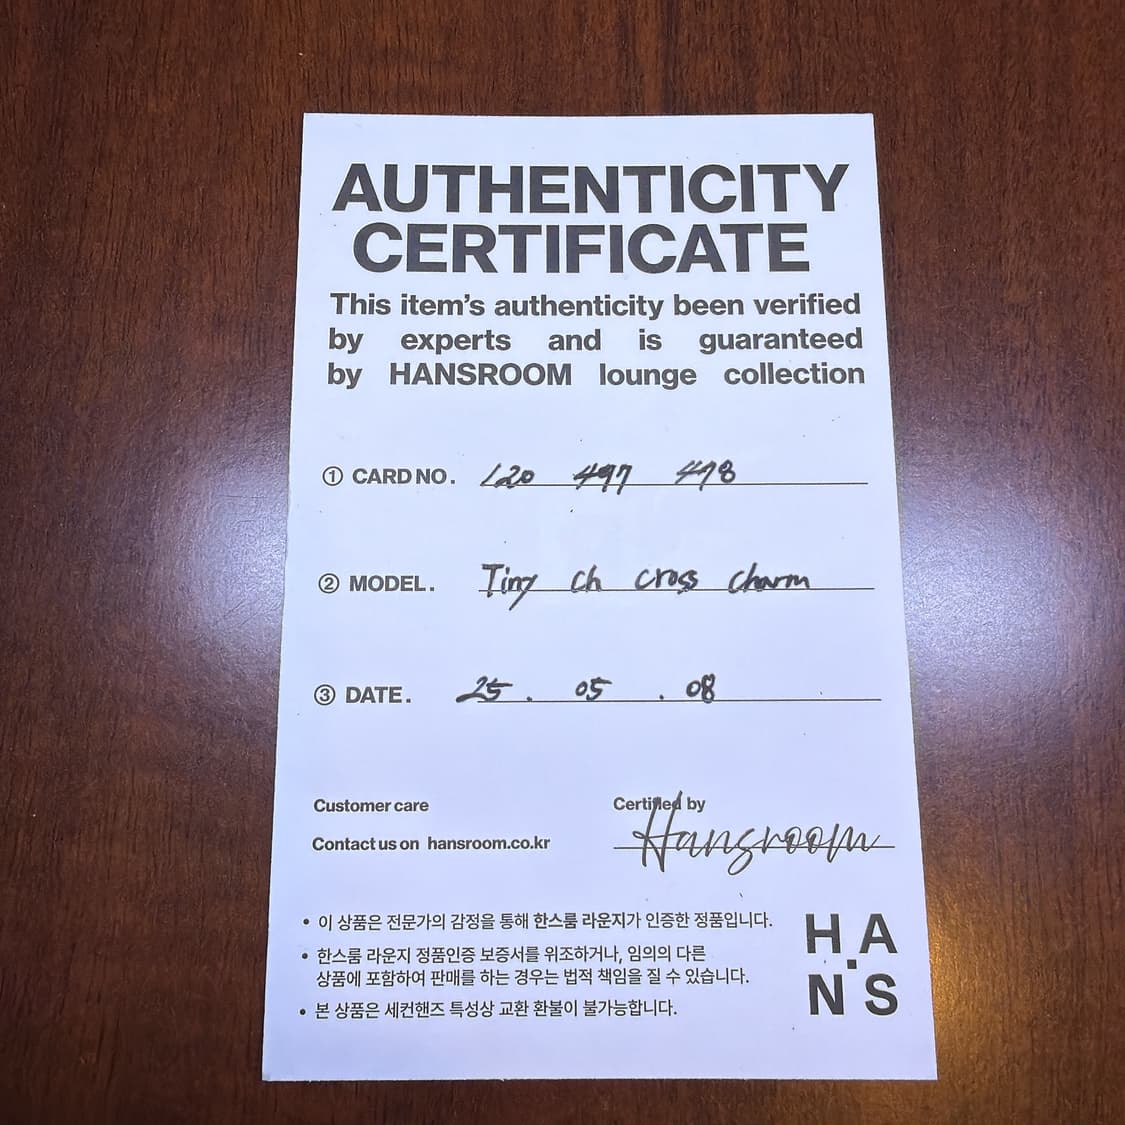 AUTHENTICITY
CERTIFICATE
This item's authenticity been verified
by experts and is guaranteed
by HANSROOM lounge collection
① CARD NO. 120 497 478
② MODEL. Tiny ch cross charm
③ DATE. 25 . 05 . 08
Customer care
Contact us on hansroom.co.kr
Certified by
Hansroom
• 이 상품은 전문가의 감정을 통해 한스룸 라운지가 인증한 정품입니다.
• 한스룸 라운지 정품인증 보증서를 위조하거나, 임의의 다른
상품에 포함하여 판매를 하는 경우는 법적 책임을 질 수 있습니다.
• 본 상품은 세컨핸즈 특성상 교환 환불이 불가능합니다.
H A
.
N S